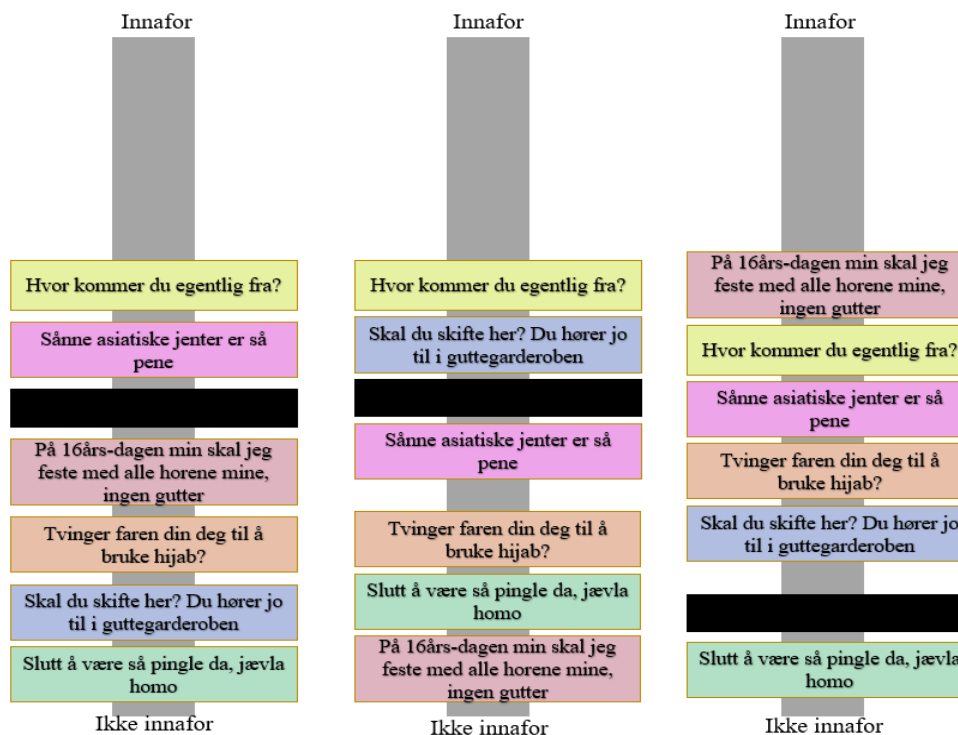 Innafor
Hvor kommer du egentlig fra?
Sånne asiatiske jenter er så
pene
På 16års-dagen min skal jeg
feste med alle horene mine,
ingen gutter
Tvinger faren din deg til å
bruke hijab?
Skal du skifte her? Du hører jo
til i guttegarderoben
Slutt å være så pingle da, jævla
homo
Ikke innafor
Innafor
Hvor kommer du egentlig fra?
Skal du skifte her? Du hører jo
til i guttegarderoben
Sånne asiatiske jenter er så
pene
Tvinger faren din deg til å
bruke hijab?
Slutt å være så pingle da, jævla
homo
På 16års-dagen min skal jeg
feste med alle horene mine,
ingen gutter
Ikke innafor
Innafor
På 16års-dagen min skal jeg
feste med alle horene mine,
ingen gutter
Hvor kommer du egentlig fra?
Sånne asiatiske jenter er så
pene
Tvinger faren din deg til å
bruke hijab?
Skal du skifte her? Du hører jo
til i guttegarderoben
Slutt å være så pingle da, jævla
homo
Ikke innafor